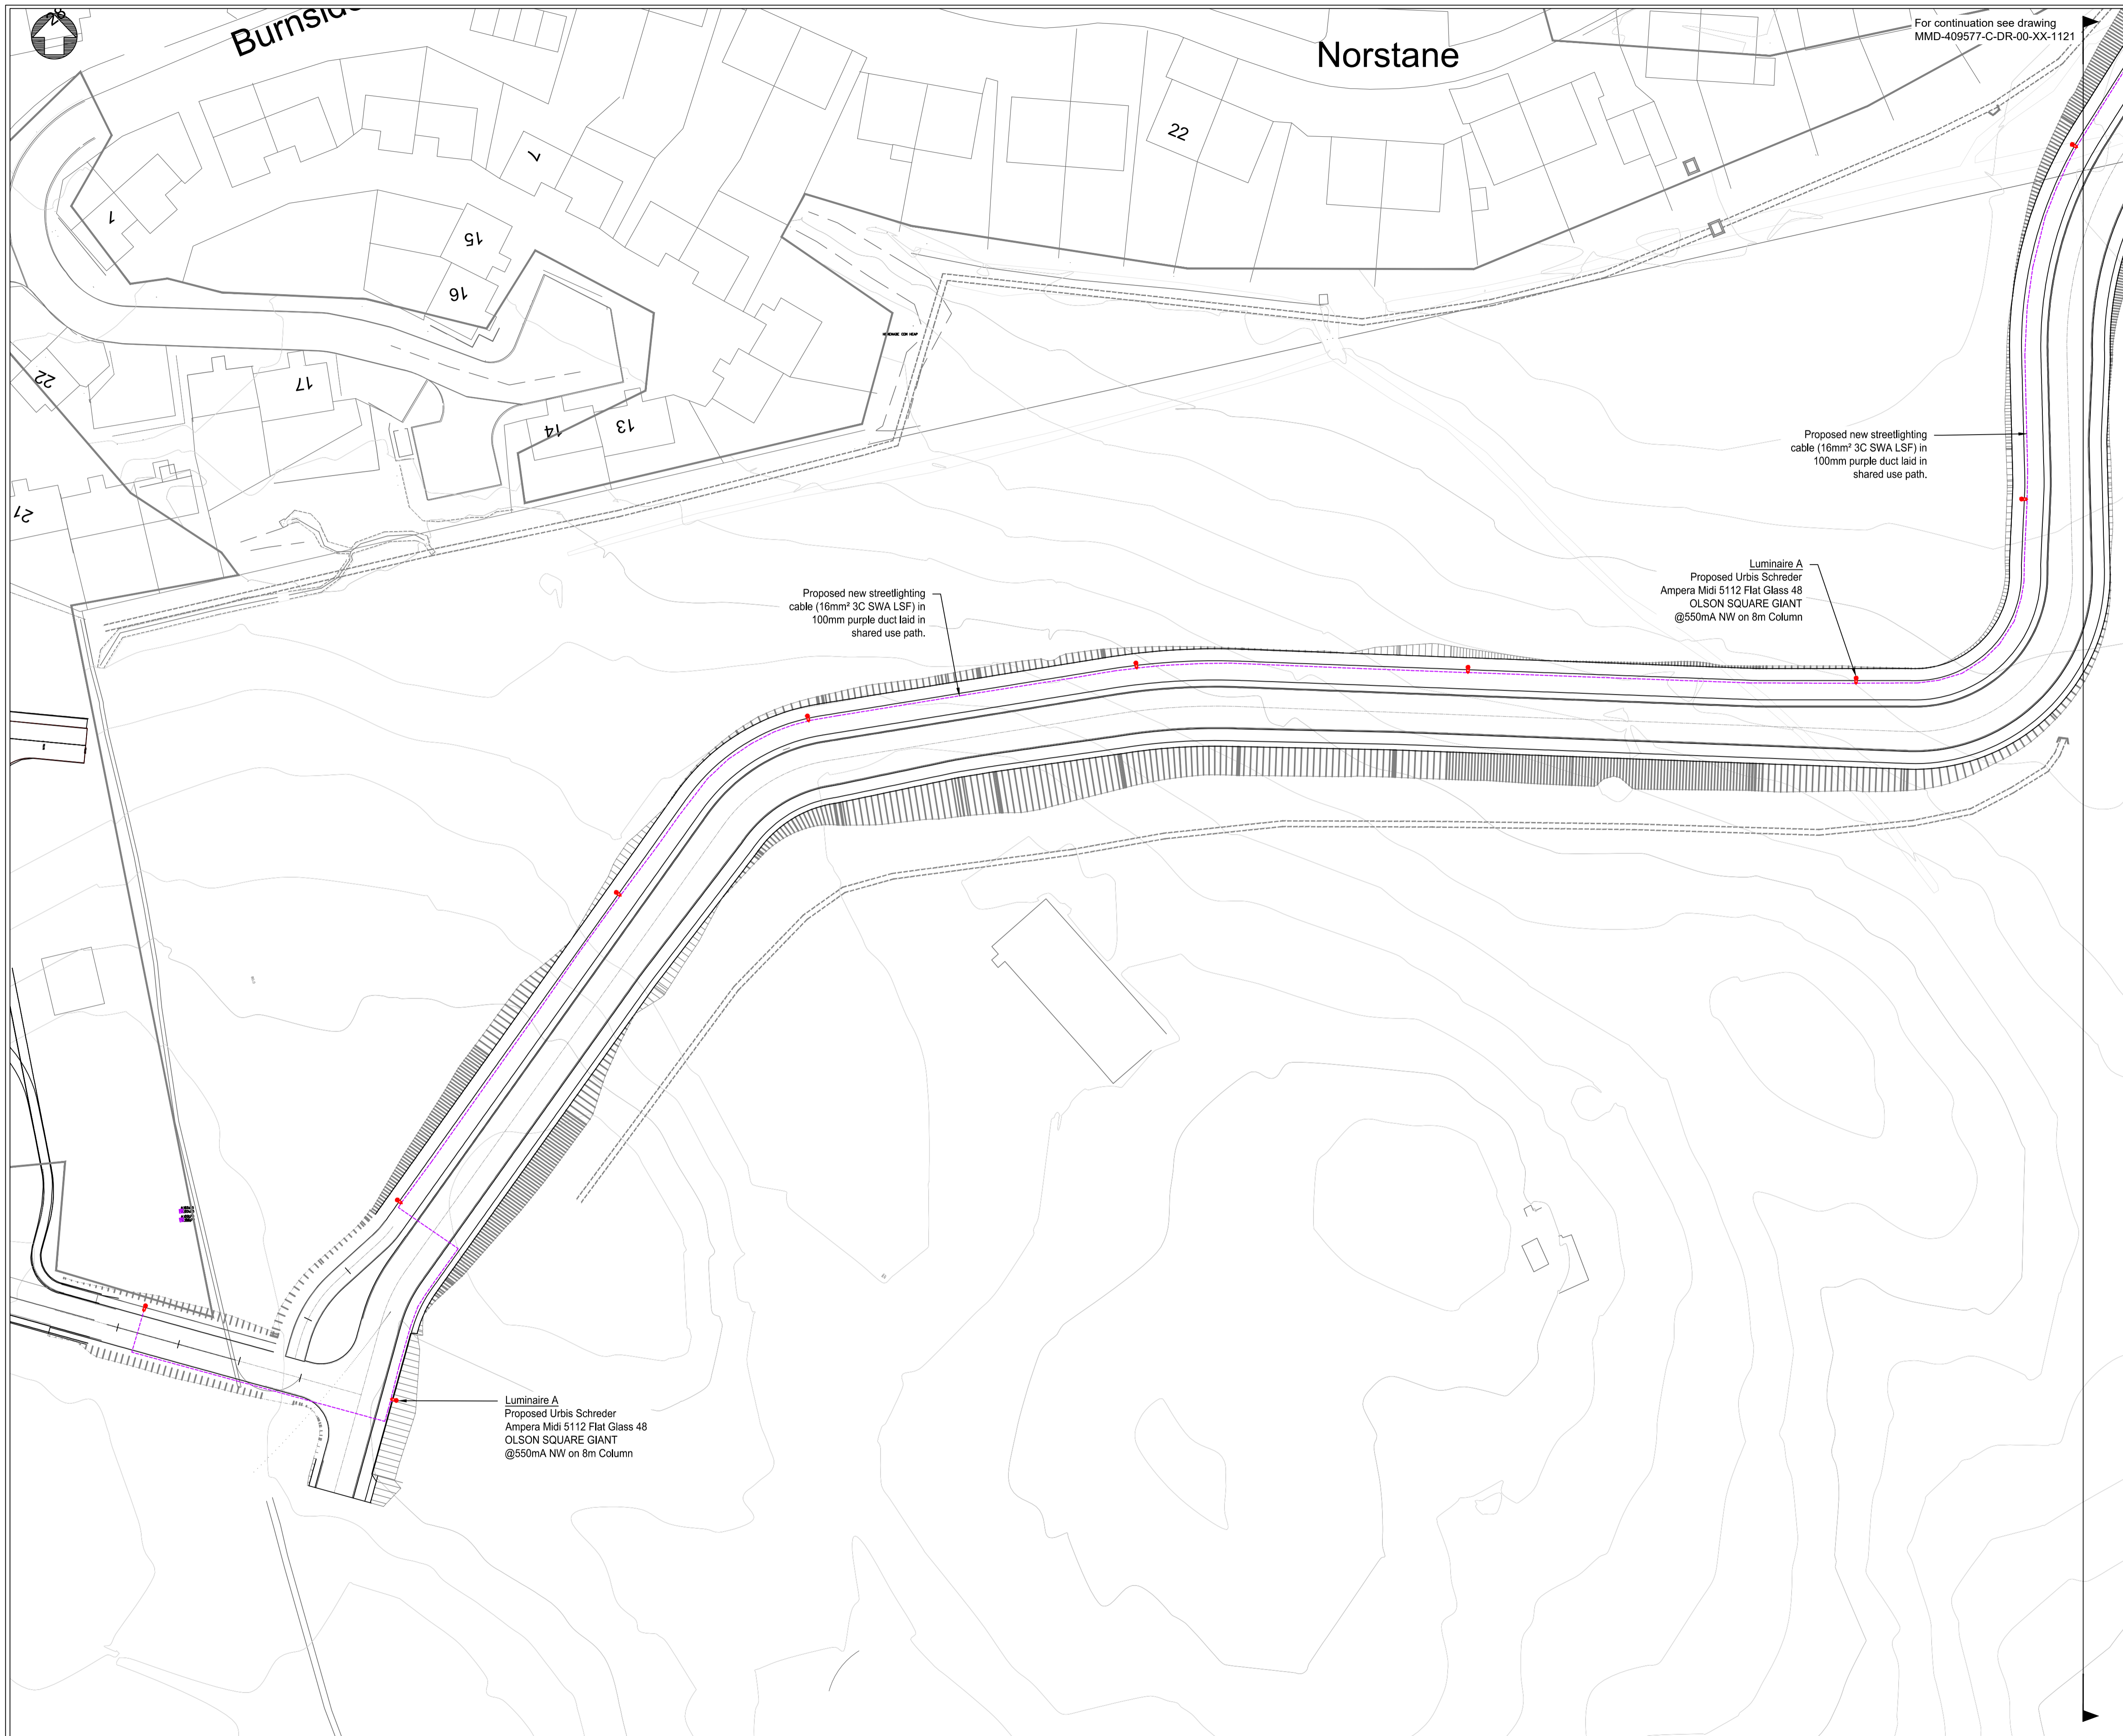 28
Burnside
Norstane
For continuation see drawing
MMD-409577-C-DR-00-XX-1121
22
7
1
15
16
22
17
14
13
21
Proposed new streetlighting
cable (16mm² 3C SWA LSF) in
100mm purple duct laid in
shared use path.
Luminaire A
Proposed Urbis Schreder
Ampera Midi 5112 Flat Glass 48
OLSON SQUARE GIANT
@550mA NW on 8m Column
Proposed new streetlighting
cable (16mm² 3C SWA LSF) in
100mm purple duct laid in
shared use path.
Luminaire A
Proposed Urbis Schreder
Ampera Midi 5112 Flat Glass 48
OLSON SQUARE GIANT
@550mA NW on 8m Column